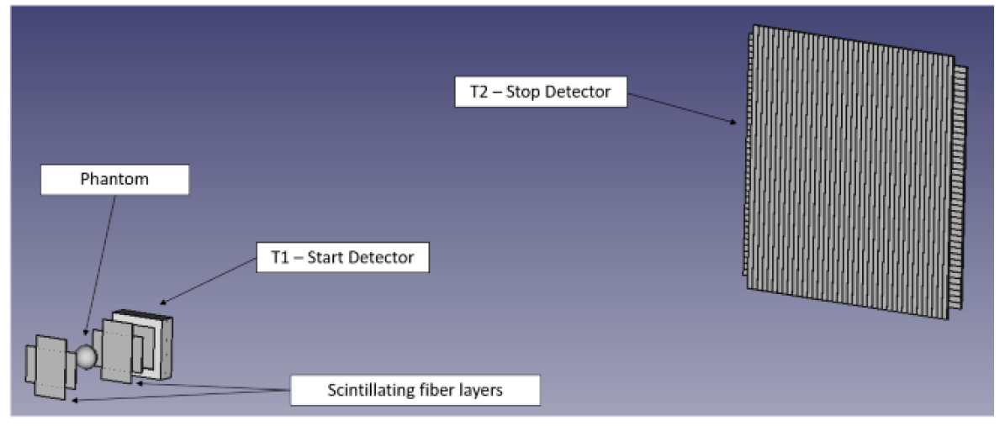 T2 – Stop Detector
Phantom
T1 – Start Detector
Scintillating fiber layers